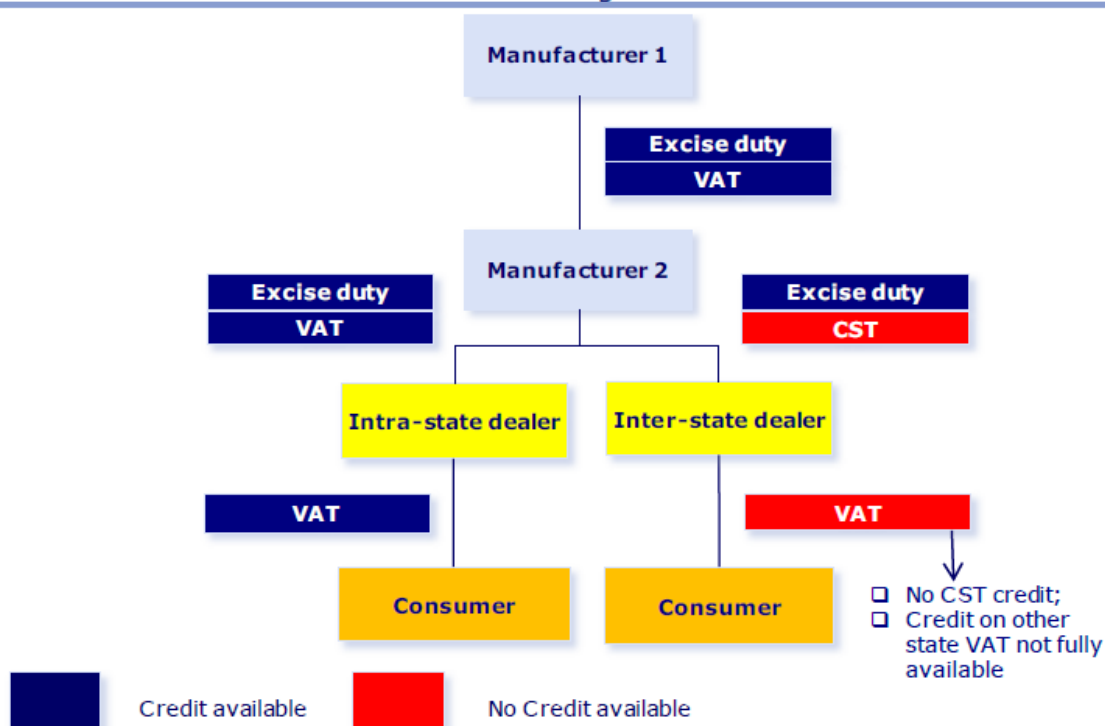 Manufacturer 1
Excise duty
VAT
Manufacturer 2
Excise duty
VAT
Excise duty
CST
Intra-state dealer
Inter-state dealer
VAT
VAT
Consumer
Consumer
❑ No CST credit;
❑ Credit on other
state VAT not fully
available
Credit available
No Credit available